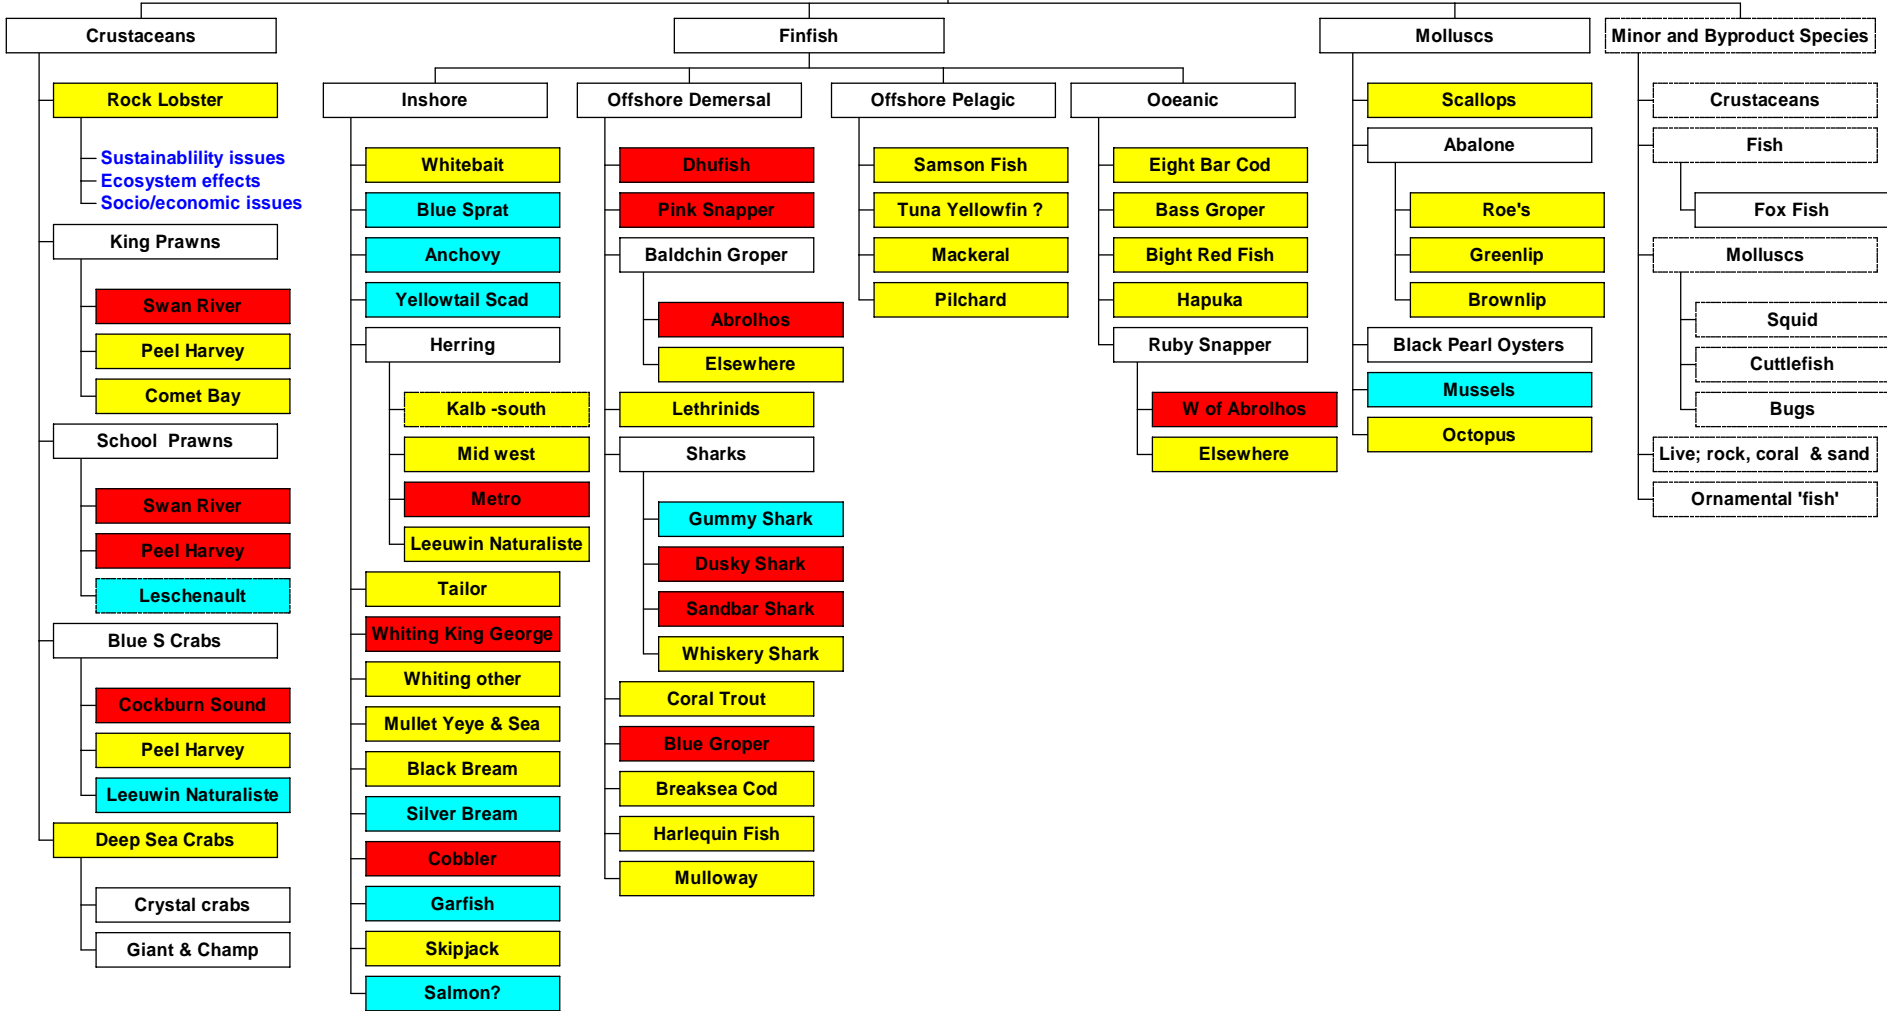 Crustaceans
Rock Lobster
Sustainablility issues
Ecosystem effects
Socio/economic issues
King Prawns
Swan River
Peel Harvey
Comet Bay
School Prawns
Swan River
Peel Harvey
Leschenault
Blue S Crabs
Cockburn Sound
Peel Harvey
Leeuwin Naturaliste
Deep Sea Crabs
Crystal crabs
Giant & Champ
Finfish
Inshore
Whitebait
Blue Sprat
Anchovy
Yellowtail Scad
Herring
Kalb -south
Mid west
Metro
Leeuwin Naturaliste
Tailor
Whiting King George
Whiting other
Mullet Yeye & Sea
Black Bream
Silver Bream
Cobbler
Garfish
Skipjack
Salmon?
Offshore Demersal
Dhufish
Pink Snapper
Baldchin Groper
Abrolhos
Elsewhere
Lethrinids
Sharks
Gummy Shark
Dusky Shark
Sandbar Shark
Whiskery Shark
Coral Trout
Blue Groper
Breaksea Cod
Harlequin Fish
Mulloway
Offshore Pelagic
Samson Fish
Tuna Yellowfin ?
Mackeral
Pilchard
Ooeanic
Eight Bar Cod
Bass Groper
Bight Red Fish
Hapuka
Ruby Snapper
W of Abrolhos
Elsewhere
Molluscs
Scallops
Abalone
Roe's
Greenlip
Brownlip
Black Pearl Oysters
Mussels
Octopus
Minor and Byproduct Species
Crustaceans
Fish
Fox Fish
Molluscs
Squid
Cuttlefish
Bugs
Live; rock, coral & sand
Ornamental 'fish'